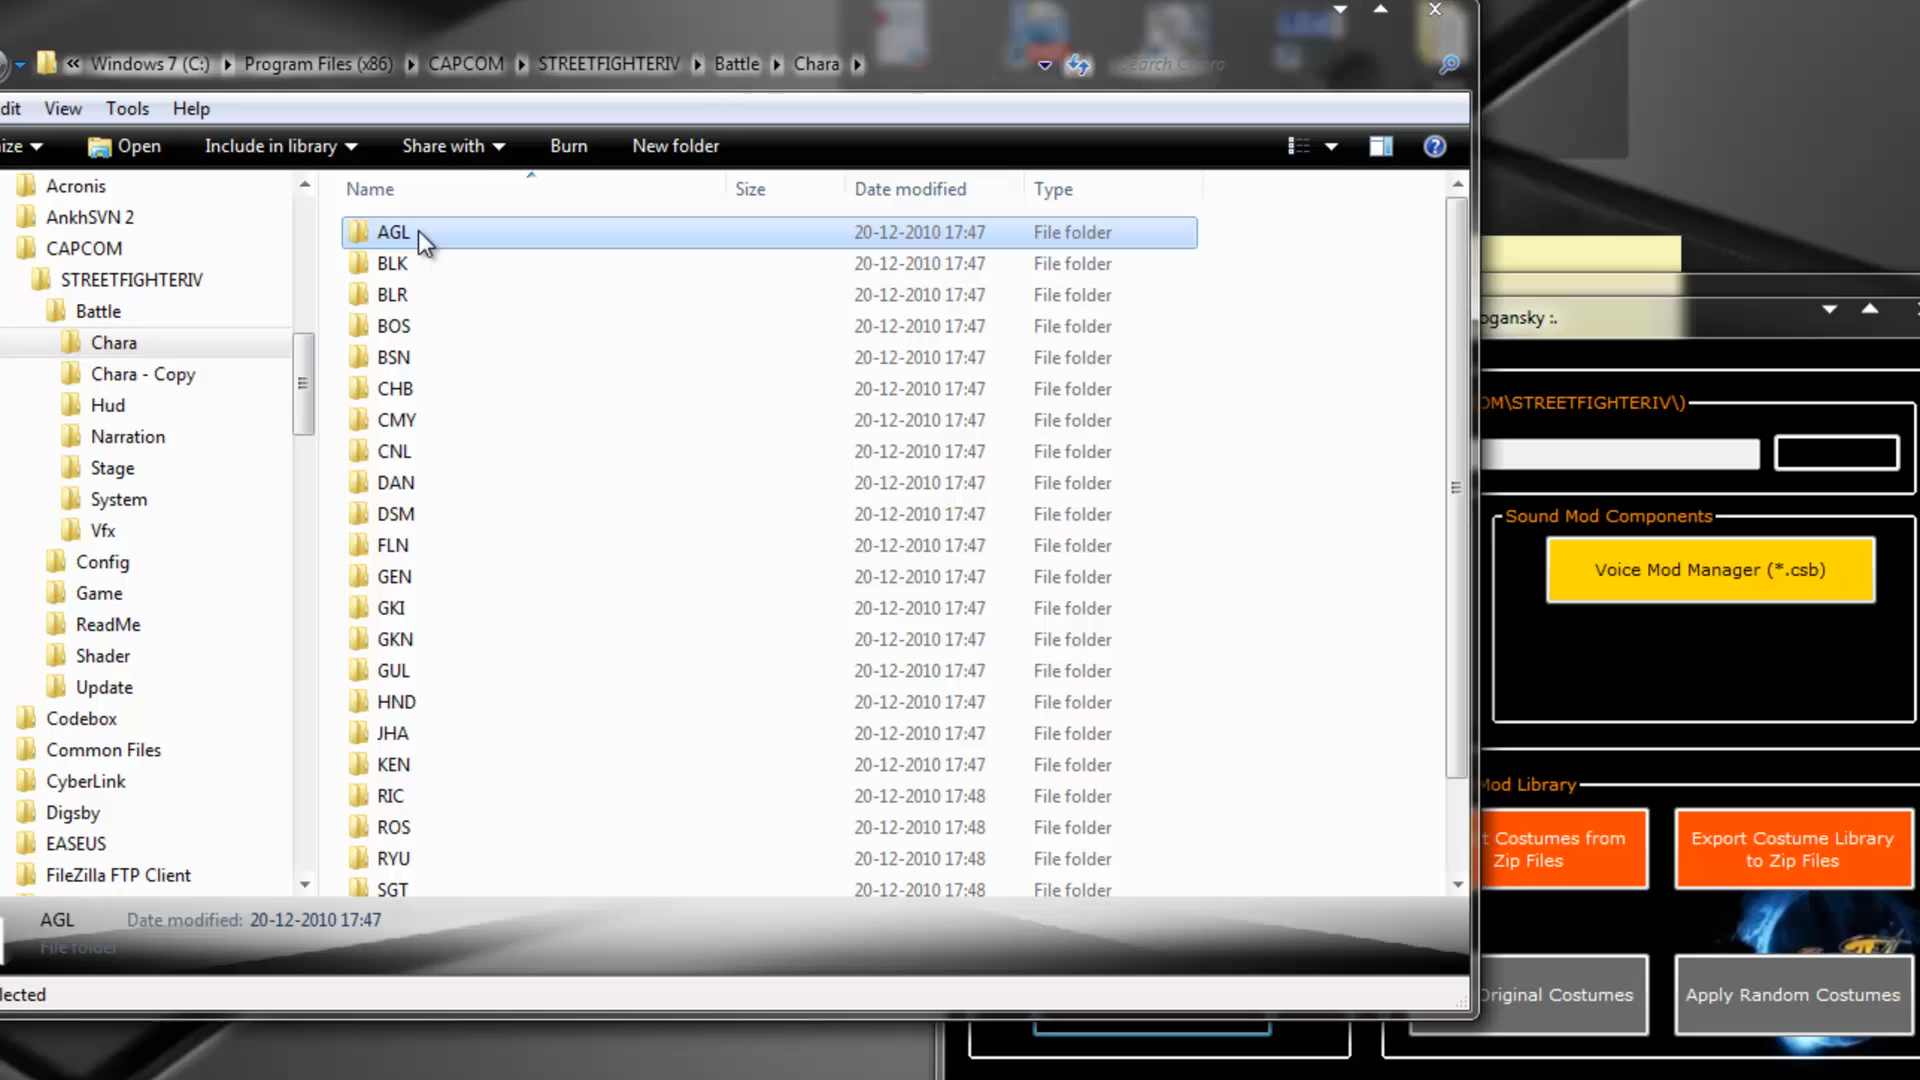 « Windows 7 (C:) Program Files (x86) CAPCOM STREETFIGHTERIV Battle Chara Search Chara
dit View Tools Help
ize Open Include in library Share with Burn New folder
Acronis
AnkhSVN 2
CAPCOM
STREETFIGHTERIV
Battle
Chara
Chara - Copy
Hud
Narration
Stage
System
Vfx
Config
Game
ReadMe
Shader
Update
Codebox
Common Files
CyberLink
Digsby
EASEUS
FileZilla FTP Client
Name Size Date modified Type
AGL 20-12-2010 17:47 File folder
BLK 20-12-2010 17:47 File folder
BLR 20-12-2010 17:47 File folder
BOS 20-12-2010 17:47 File folder
BSN 20-12-2010 17:47 File folder
CHB 20-12-2010 17:47 File folder
CMY 20-12-2010 17:47 File folder
CNL 20-12-2010 17:47 File folder
DAN 20-12-2010 17:47 File folder
DSM 20-12-2010 17:47 File folder
FLN 20-12-2010 17:47 File folder
GEN 20-12-2010 17:47 File folder
GKI 20-12-2010 17:47 File folder
GKN 20-12-2010 17:47 File folder
GUL 20-12-2010 17:47 File folder
HND 20-12-2010 17:47 File folder
JHA 20-12-2010 17:47 File folder
KEN 20-12-2010 17:47 File folder
RIC 20-12-2010 17:48 File folder
ROS 20-12-2010 17:48 File folder
RYU 20-12-2010 17:48 File folder
SGT 20-12-2010 17:48 File folder
AGL Date modified: 20-12-2010 17:47
File folder
lected
ogansky :.
OM\STREETFIGHTERIV\)
Sound Mod Components
Voice Mod Manager (*.csb)
Mod Library
t Costumes from
Zip Files
Export Costume Library
to Zip Files
Original Costumes
Apply Random Costumes